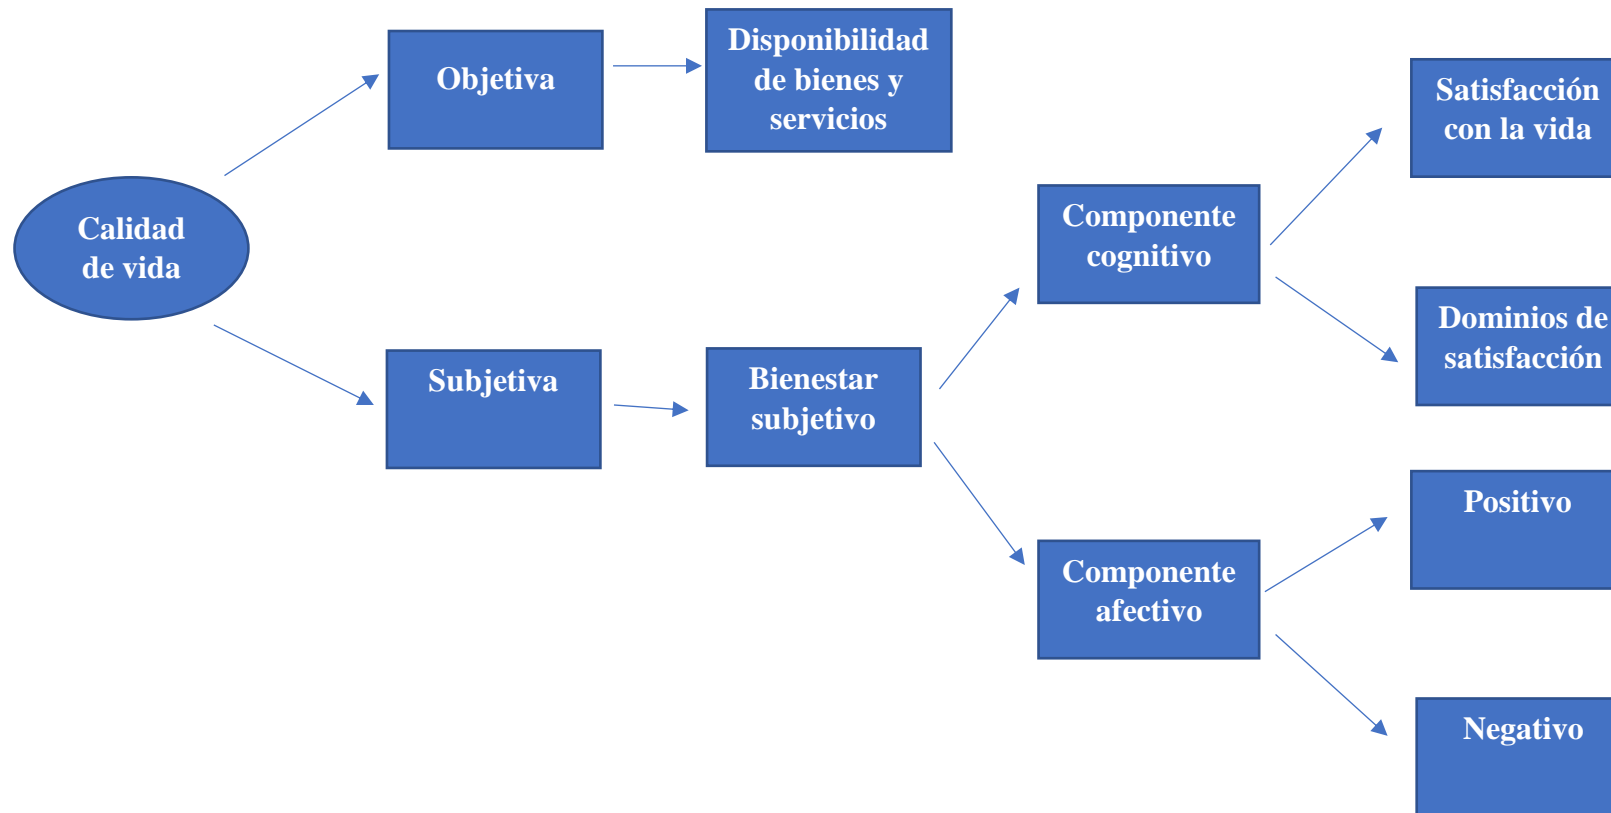 Calidad
de vida
Objetiva
Disponibilidad
de bienes y
servicios
Subjetiva
Bienestar
subjetivo
Componente
cognitivo
Satisfacción
con la vida
Dominios de
satisfacción
Componente
afectivo
Positivo
Negativo